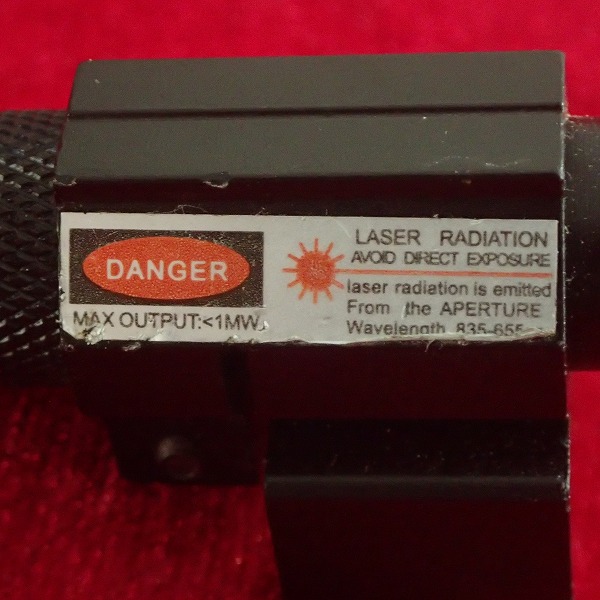 DANGER
MAX OUTPUT:<1MW
LASER RADIATION
AVOID DIRECT EXPOSURE
laser radiation is emitted
From the APERTURE
Wavelength 835-655